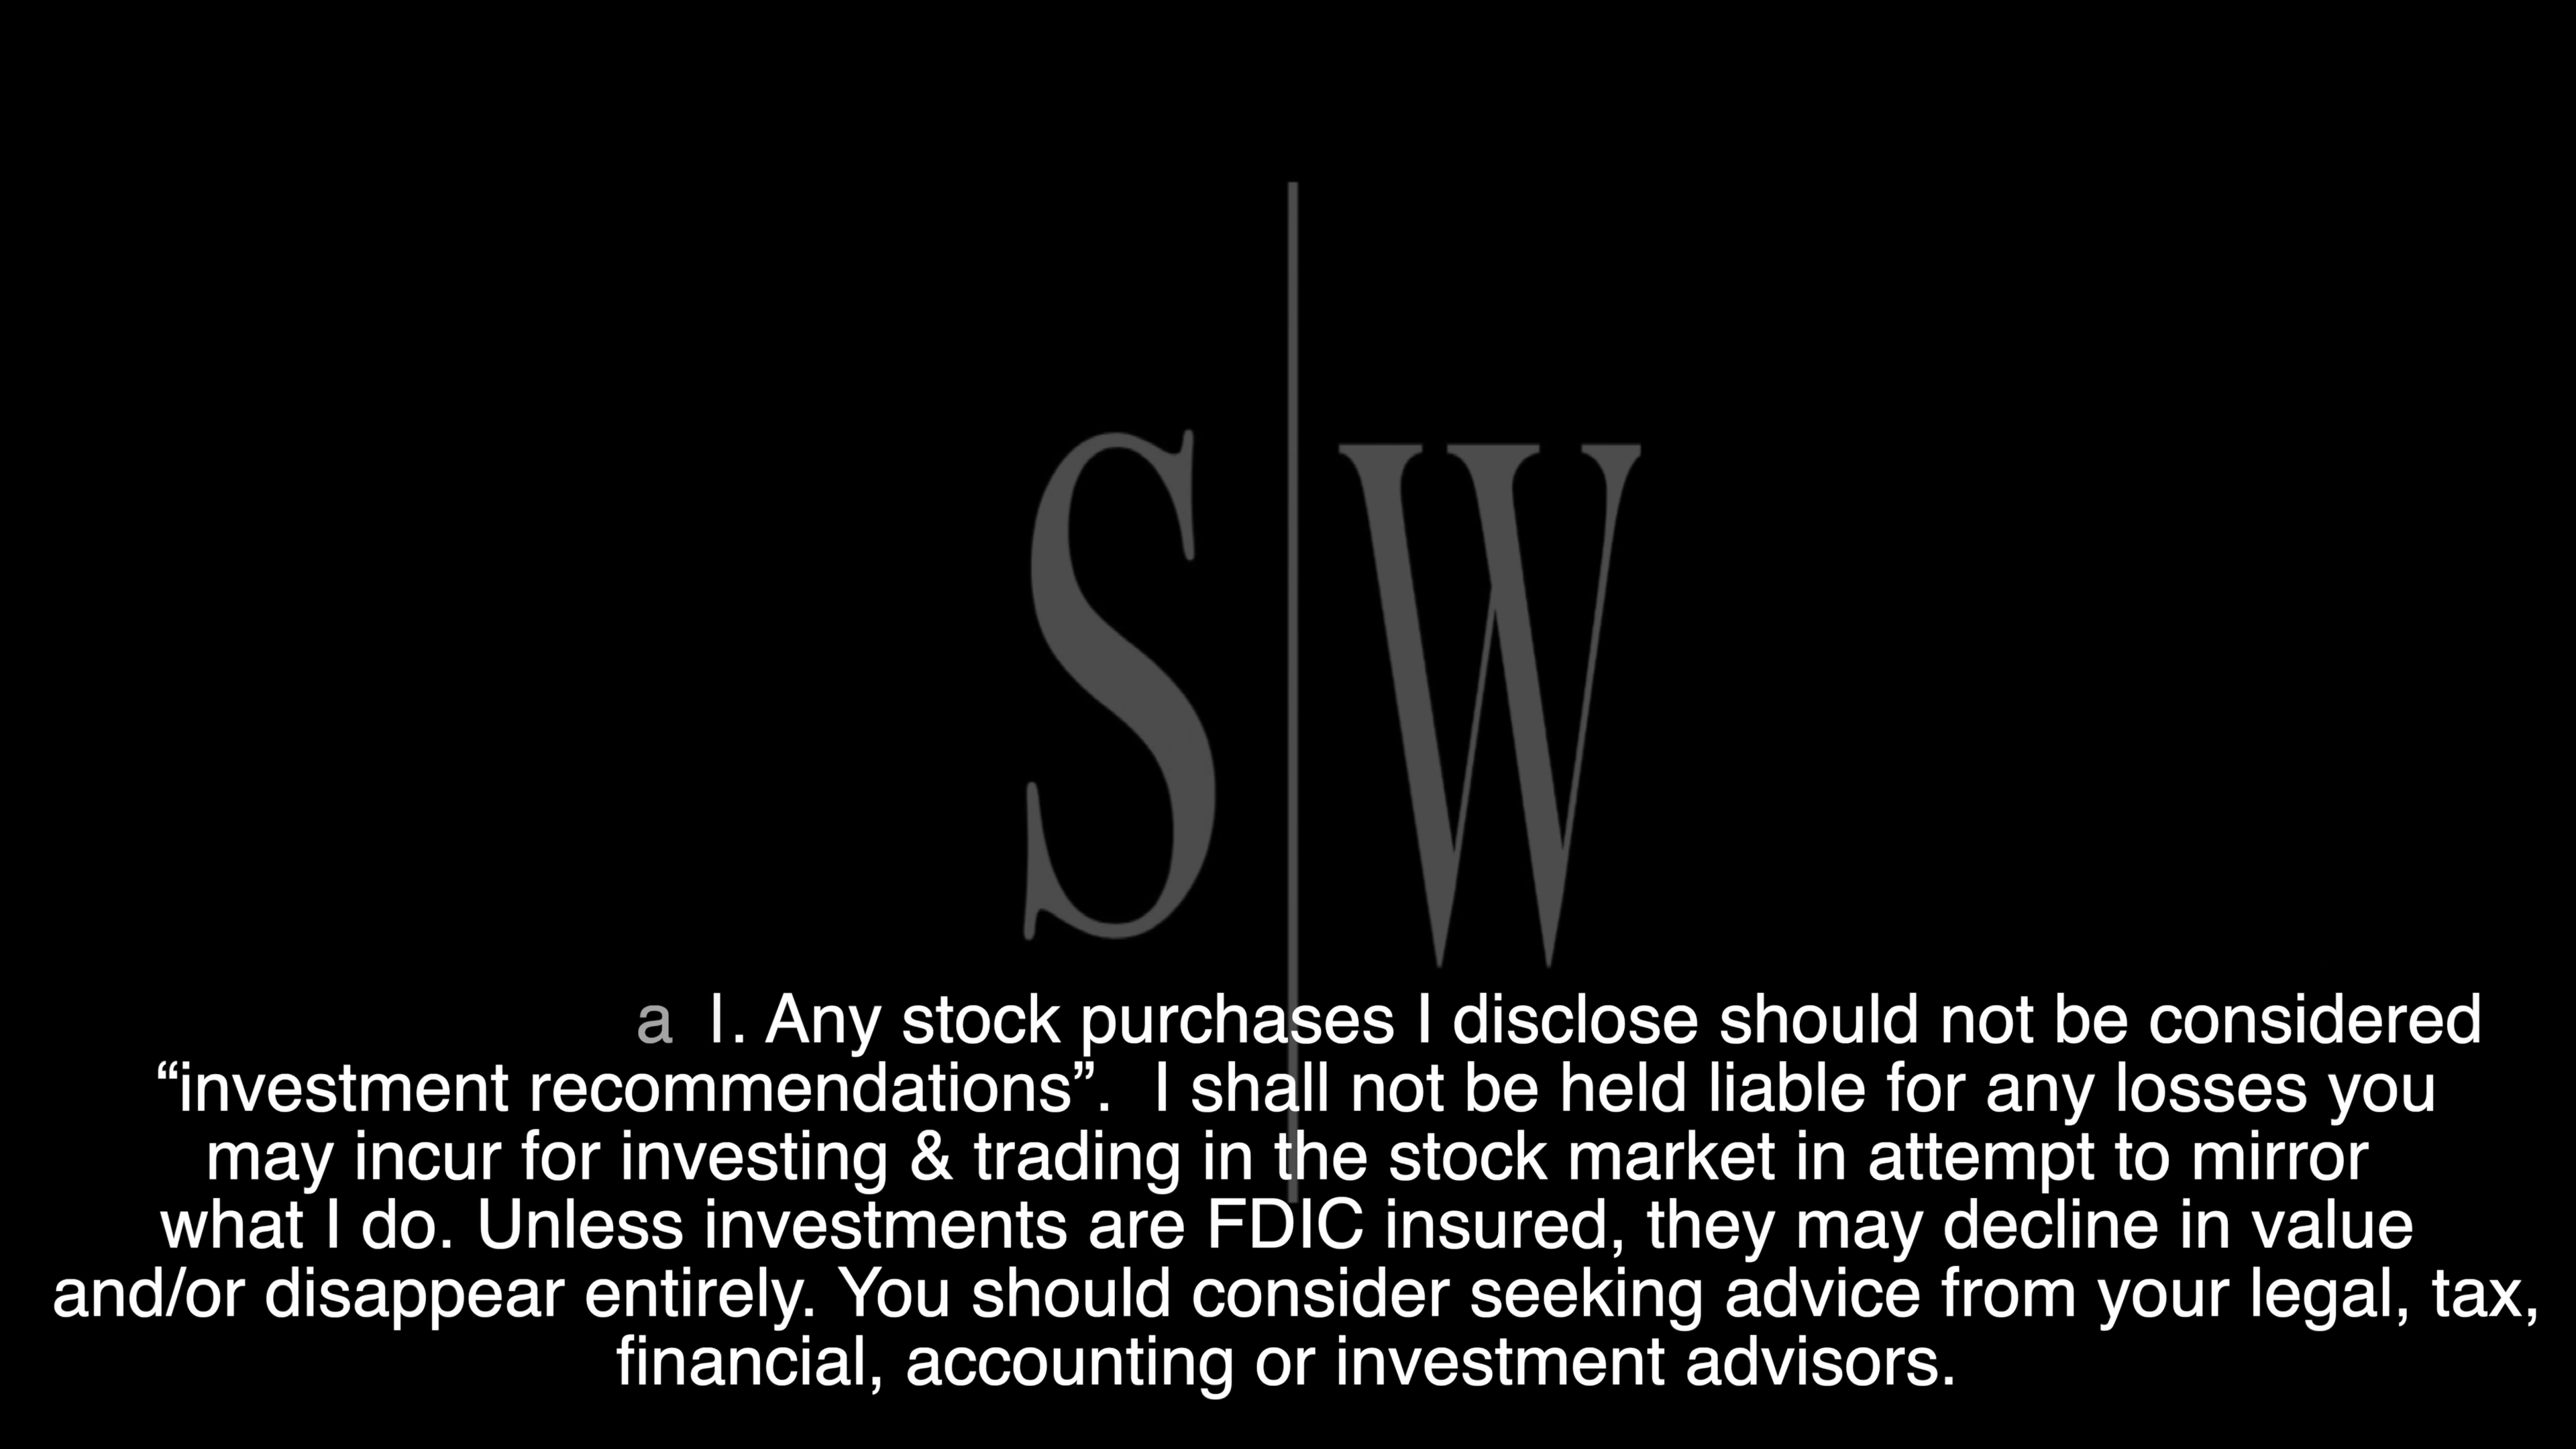 S|W
a l. Any stock purchases I disclose should not be considered
“investment recommendations”.  I shall not be held liable for any losses you
may incur for investing & trading in the stock market in attempt to mirror
what I do. Unless investments are FDIC insured, they may decline in value
and/or disappear entirely. You should consider seeking advice from your legal, tax,
financial, accounting or investment advisors.